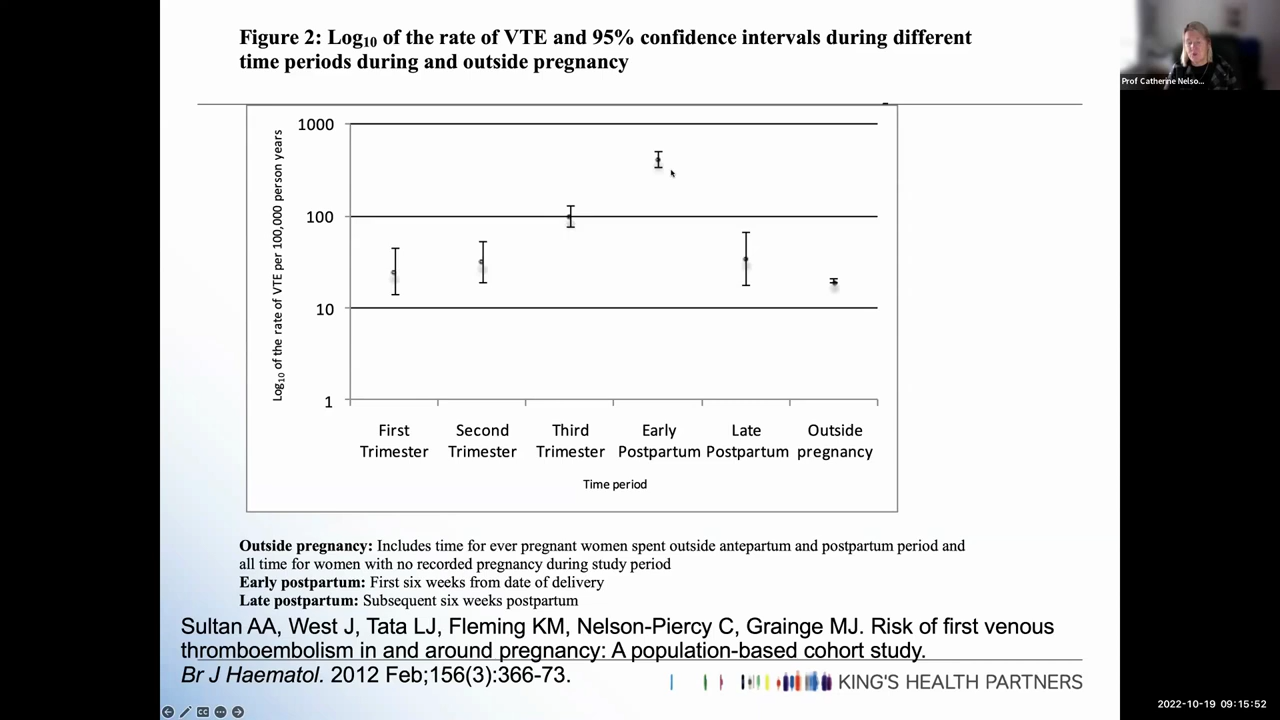 Figure 2: Log10 of the rate of VTE and 95% confidence intervals during different
time periods during and outside pregnancy
Prof Catherine Nelso...
Log10 of the rate of VTE per 100,000 person years
1000
100
10
1
First Trimester
Second Trimester
Third Trimester
Early Postpartum
Late Postpartum
Outside pregnancy
Time period
Outside pregnancy: Includes time for ever pregnant women spent outside antepartum and postpartum period and
all time for women with no recorded pregnancy during study period
Early postpartum: First six weeks from date of delivery
Late postpartum: Subsequent six weeks postpartum
Sultan AA, West J, Tata LJ, Fleming KM, Nelson-Piercy C, Grainge MJ. Risk of first venous
thromboembolism in and around pregnancy: A population-based cohort study.
Br J Haematol. 2012 Feb;156(3):366-73.
KING'S HEALTH PARTNERS
CC
2022-10-19 09:15:52